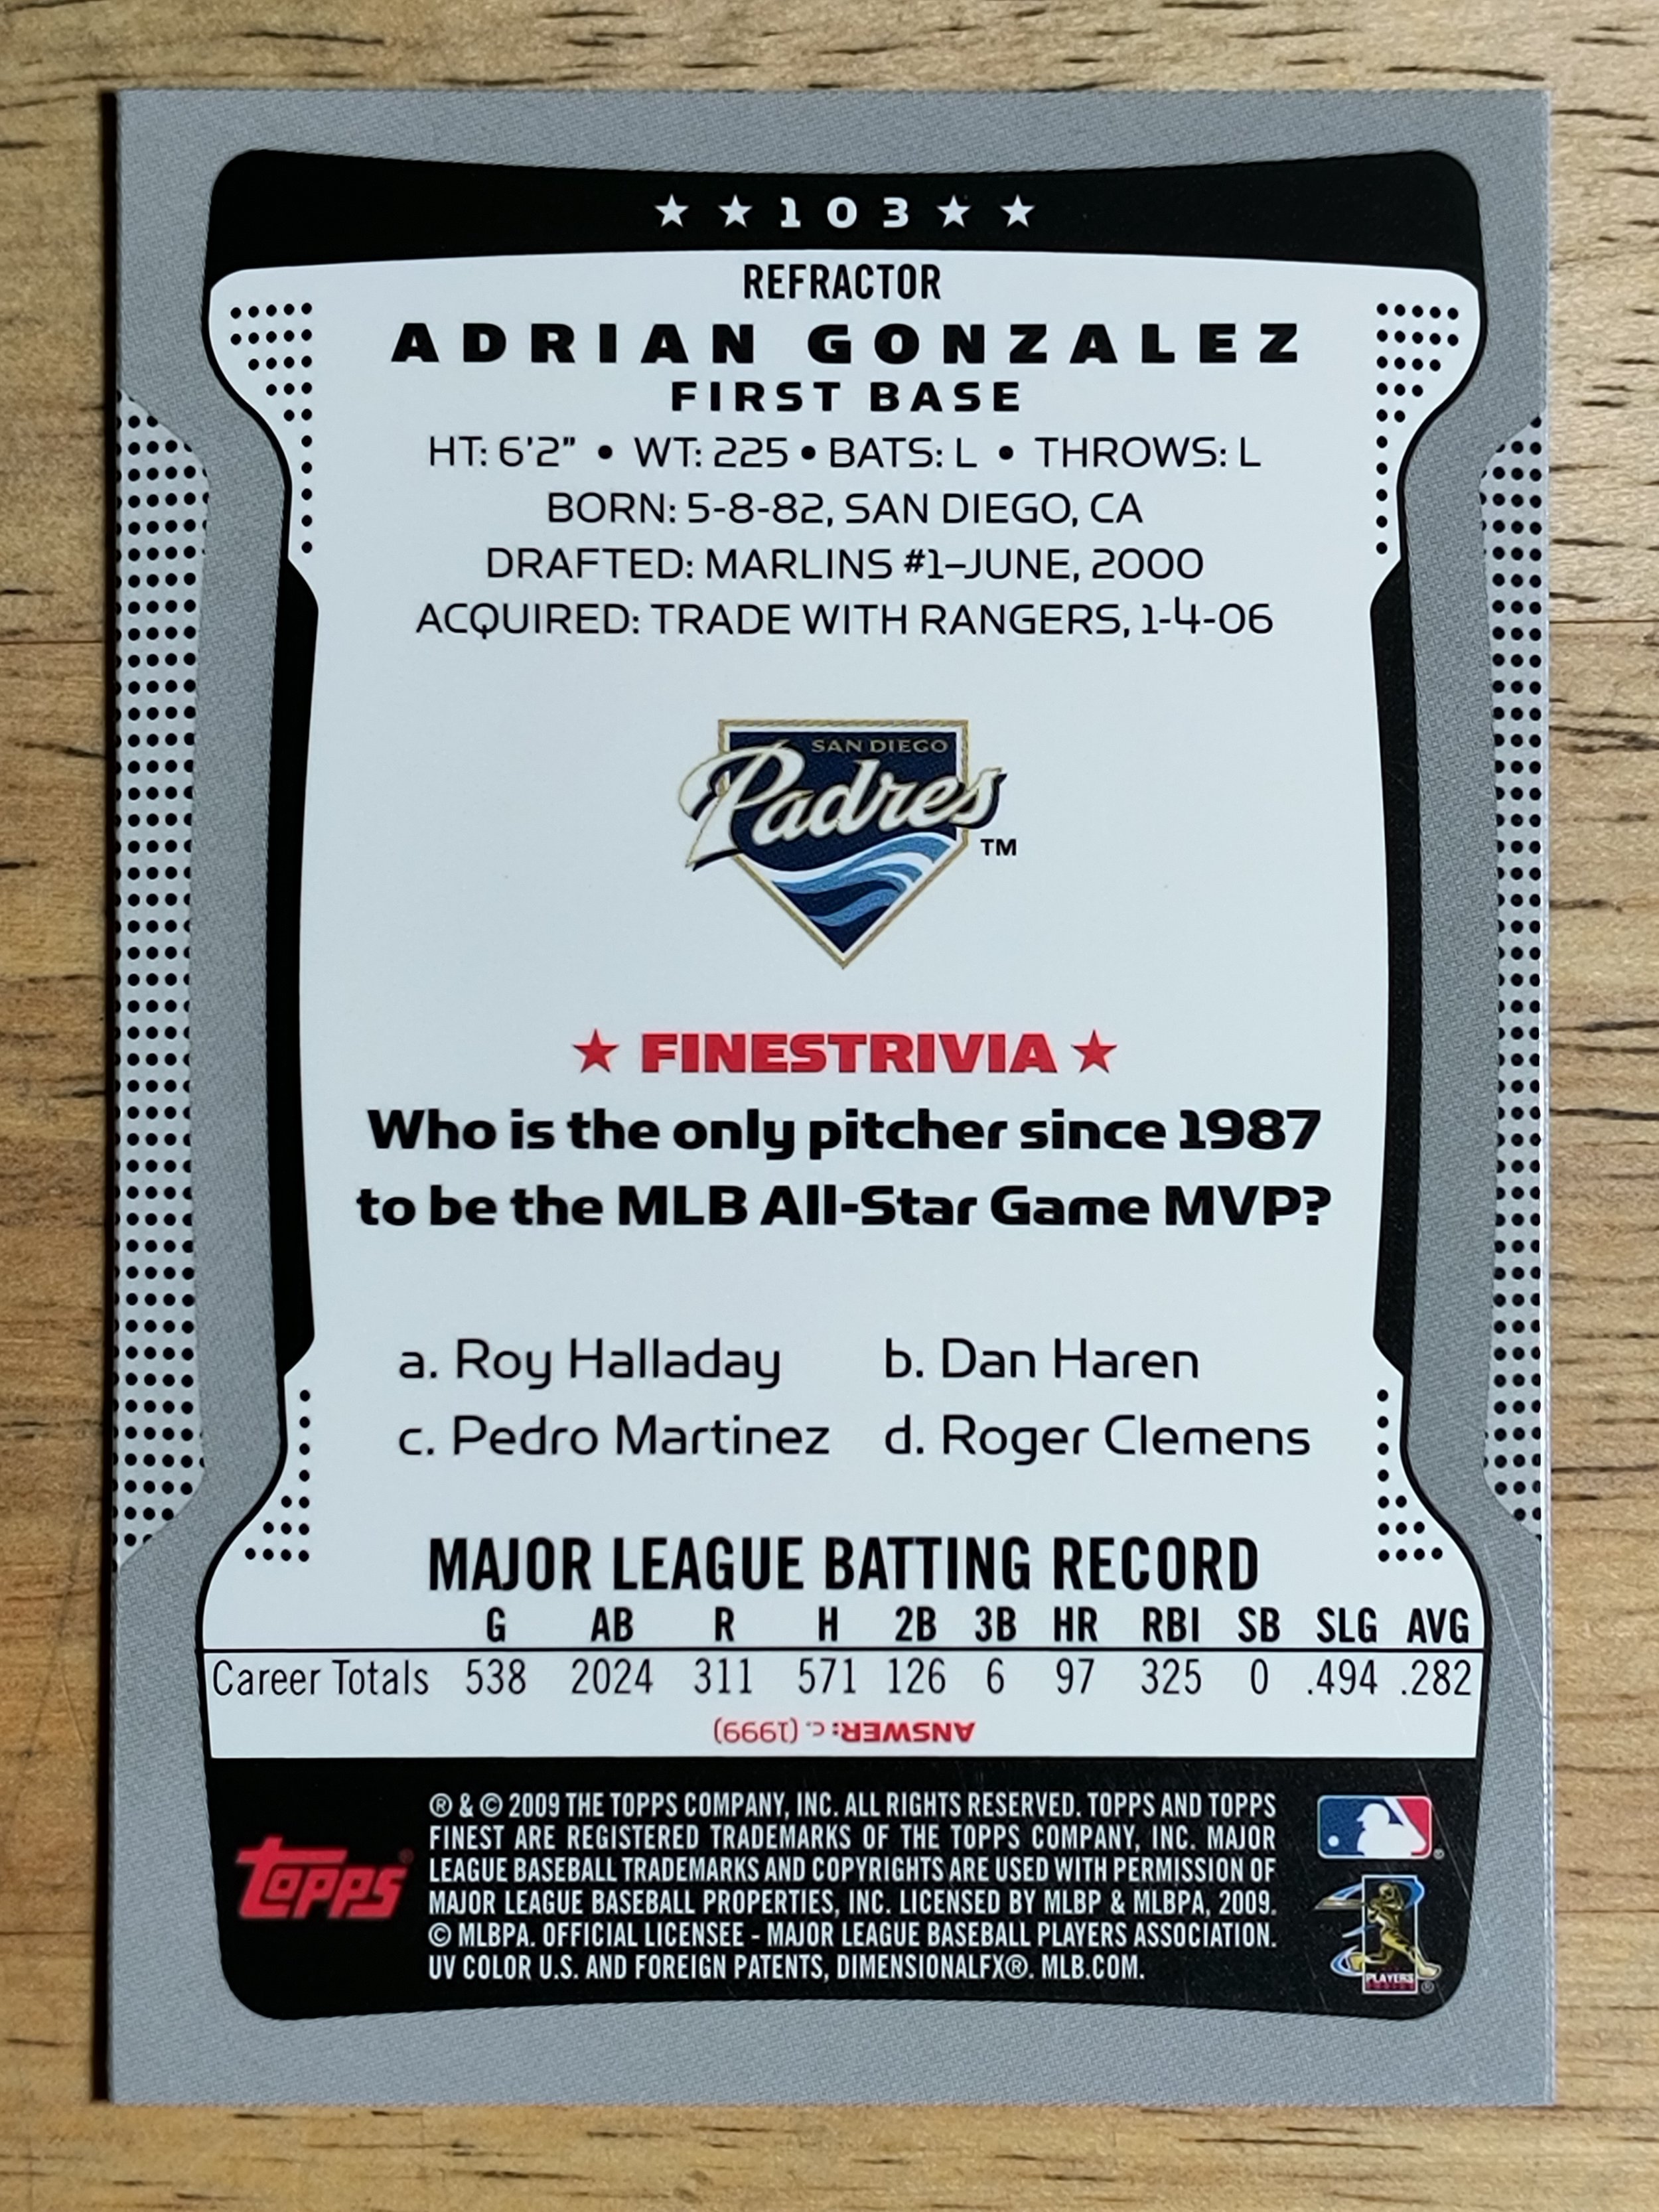 ★ ★ 1 0 3 ★ ★
REFRACTOR
ADRIAN GONZALEZ
FIRST BASE
HT: 6'2" • WT: 225 • BATS: L • THROWS: L
BORN: 5-8-82, SAN DIEGO, CA
DRAFTED: MARLINS #1–JUNE, 2000
ACQUIRED: TRADE WITH RANGERS, 1-4-06
SAN DIEGO
Padres
TM
★ FINESTRIVIA ★
Who is the only pitcher since 1987
to be the MLB All-Star Game MVP?
a. Roy Halladay b. Dan Haren
c. Pedro Martinez d. Roger Clemens
MAJOR LEAGUE BATTING RECORD
G AB R H 2B 3B HR RBI SB SLG AVG
Career Totals 538 2024 311 571 126 6 97 325 0 .494 .282
ANSWER: c. (1999)
® & © 2009 THE TOPPS COMPANY, INC. ALL RIGHTS RESERVED. TOPPS AND TOPPS
FINEST ARE REGISTERED TRADEMARKS OF THE TOPPS COMPANY, INC. MAJOR
LEAGUE BASEBALL TRADEMARKS AND COPYRIGHTS ARE USED WITH PERMISSION OF
MAJOR LEAGUE BASEBALL PROPERTIES, INC. LICENSED BY MLBP & MLBPA, 2009.
© MLBPA. OFFICIAL LICENSEE - MAJOR LEAGUE BASEBALL PLAYERS ASSOCIATION.
UV COLOR U.S. AND FOREIGN PATENTS, DIMENSIONALFX®. MLB.COM.
Topps ®
®
PLAYERS
®